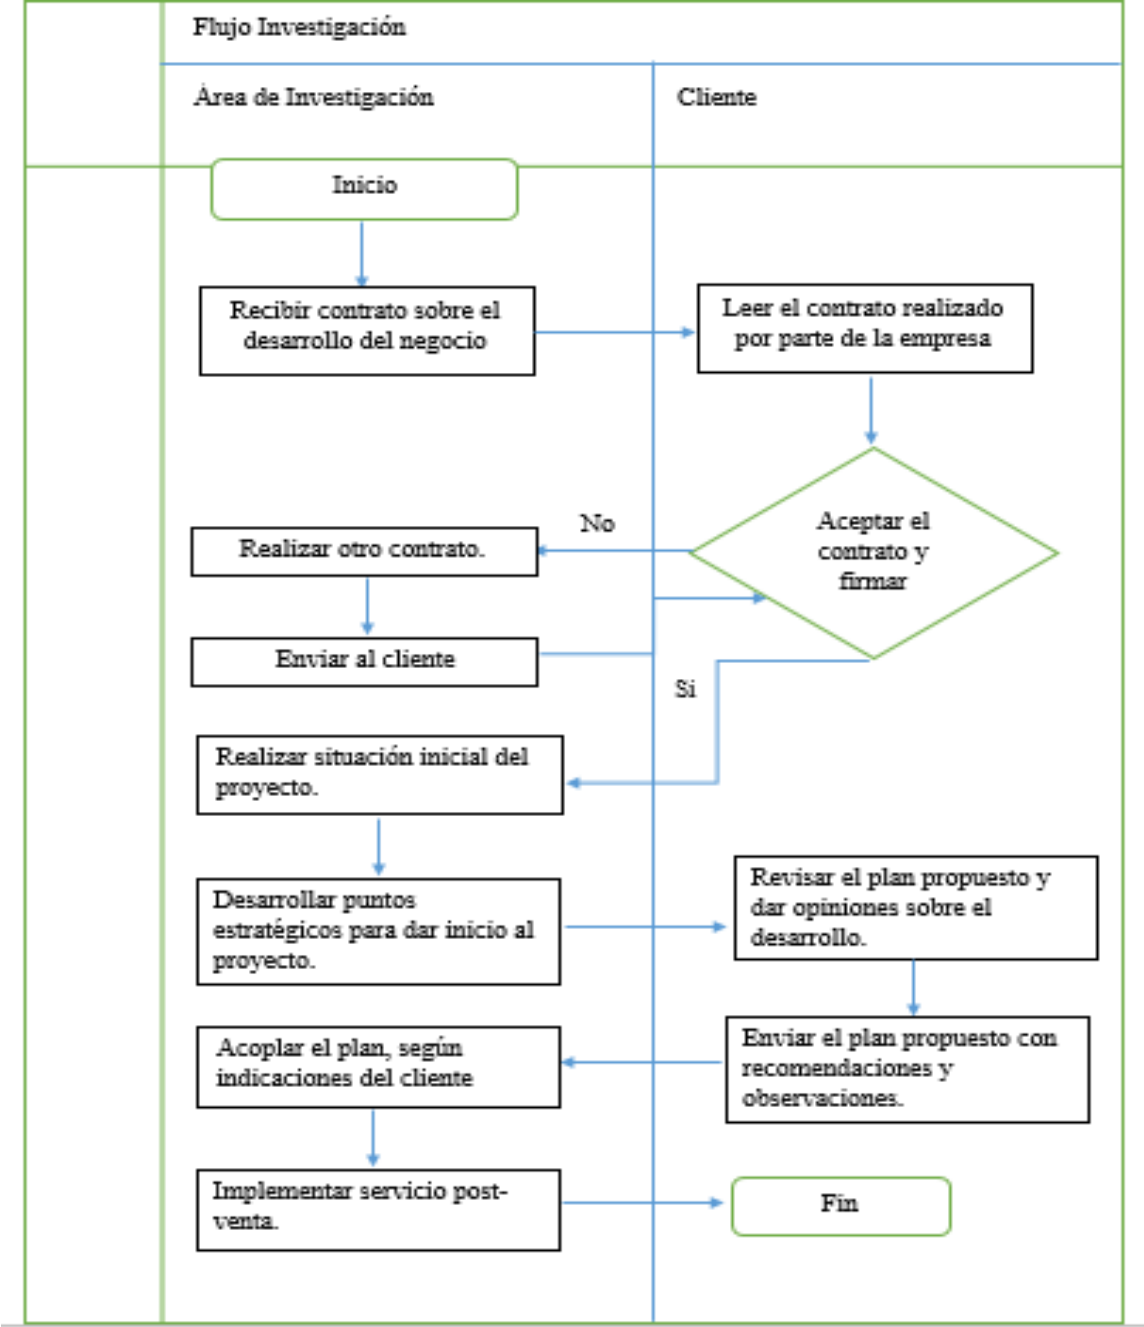 Flujo Investigación
Área de Investigación
Cliente
Inicio
Recibir contrato sobre el
desarrollo del negocio
Leer el contrato realizado
por parte de la empresa
Aceptar el
contrato y
firmar
No
Realizar otro contrato.
Enviar al cliente
Si
Realizar situación inicial del
proyecto.
Desarrollar puntos
estratégicos para dar inicio al
proyecto.
Revisar el plan propuesto y
dar opiniones sobre el
desarrollo.
Enviar el plan propuesto con
recomendaciones y
observaciones.
Acoplar el plan, según
indicaciones del cliente
Implementar servicio post-
venta.
Fin